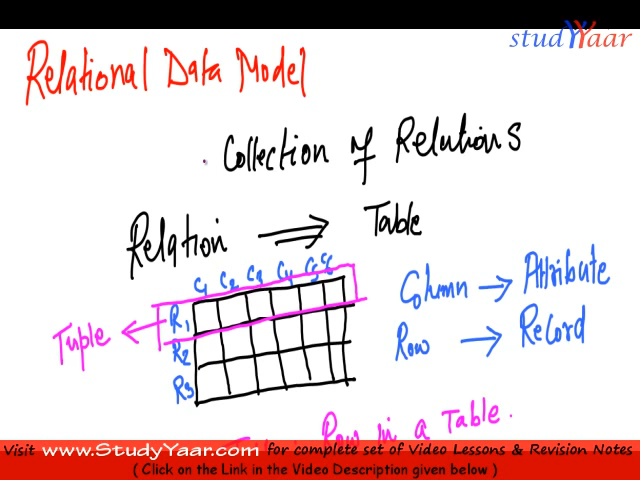 studYYaar
Relational Data Model
Collection of Relations
Relation ⟹ Table
C1 C2 C3 C4 C5 C6
Column → Attribute
Tuple ← R1
Row → Record
R2
R3
Row in a Table.
Visit www.StudyYaar.com for complete set of Video Lessons & Revision Notes
( Click on the Link in the Video Description given below )